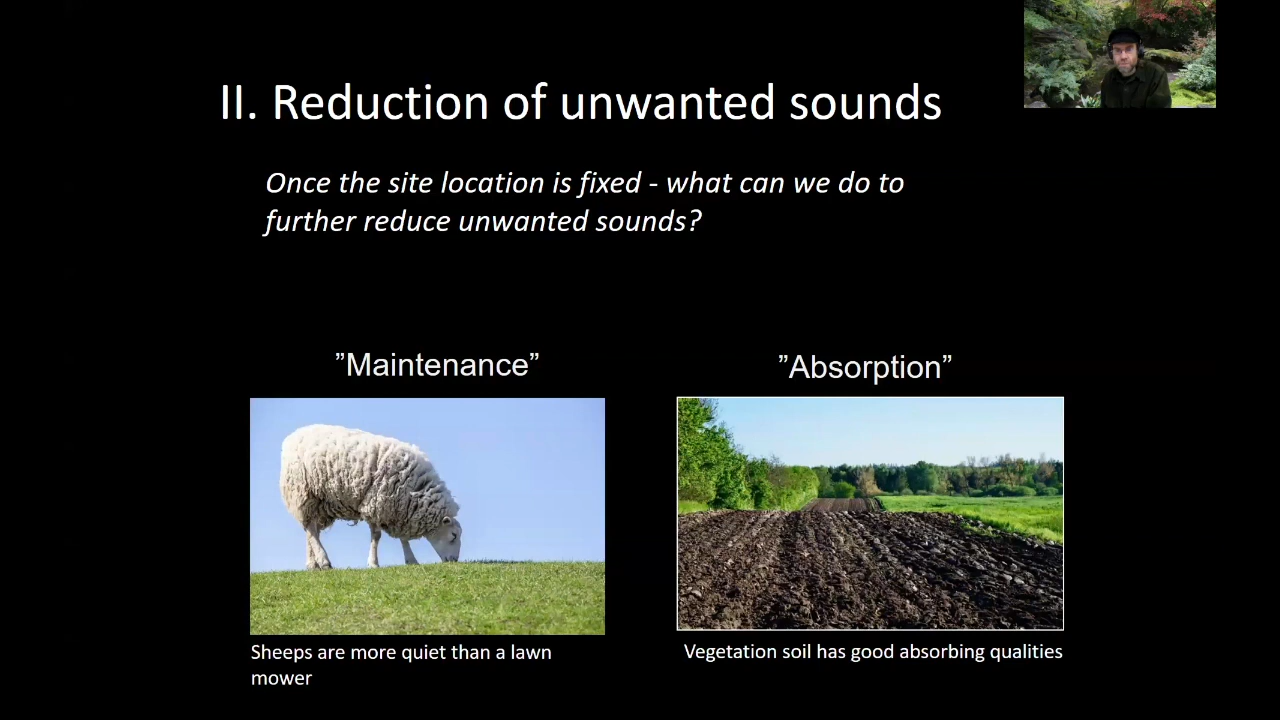 II. Reduction of unwanted sounds
Once the site location is fixed - what can we do to
further reduce unwanted sounds?
”Maintenance”
”Absorption”
Sheeps are more quiet than a lawn
mower
Vegetation soil has good absorbing qualities